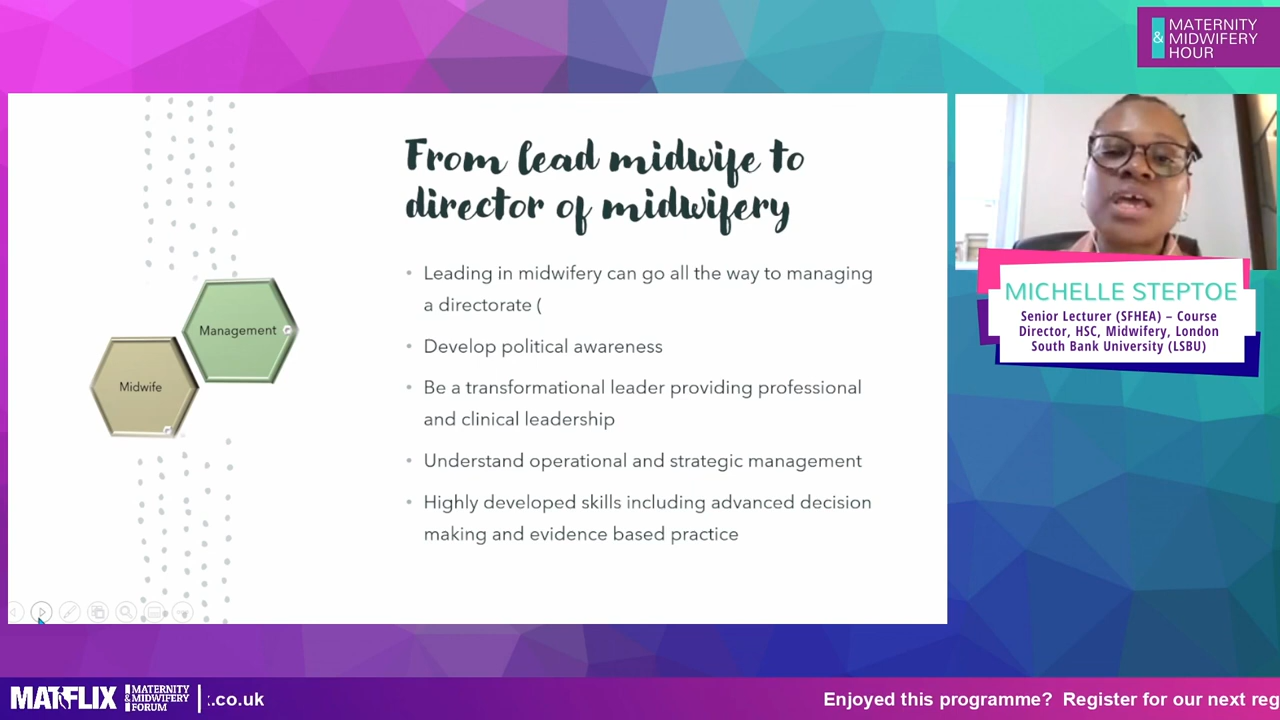 MATERNITY
& MIDWIFERY
HOUR
From lead midwife to
director of midwifery
• Leading in midwifery can go all the way to managing
a directorate (
• Develop political awareness
• Be a transformational leader providing professional
and clinical leadership
• Understand operational and strategic management
• Highly developed skills including advanced decision
making and evidence based practice
Management
Midwife
MICHELLE STEPTOE
Senior Lecturer (SFHEA) – Course
Director, HSC, Midwifery, London
South Bank University (LSBU)
MATFLIX
MATERNITY
& MIDWIFERY
FORUM
.co.uk
Enjoyed this programme? Register for our next reg